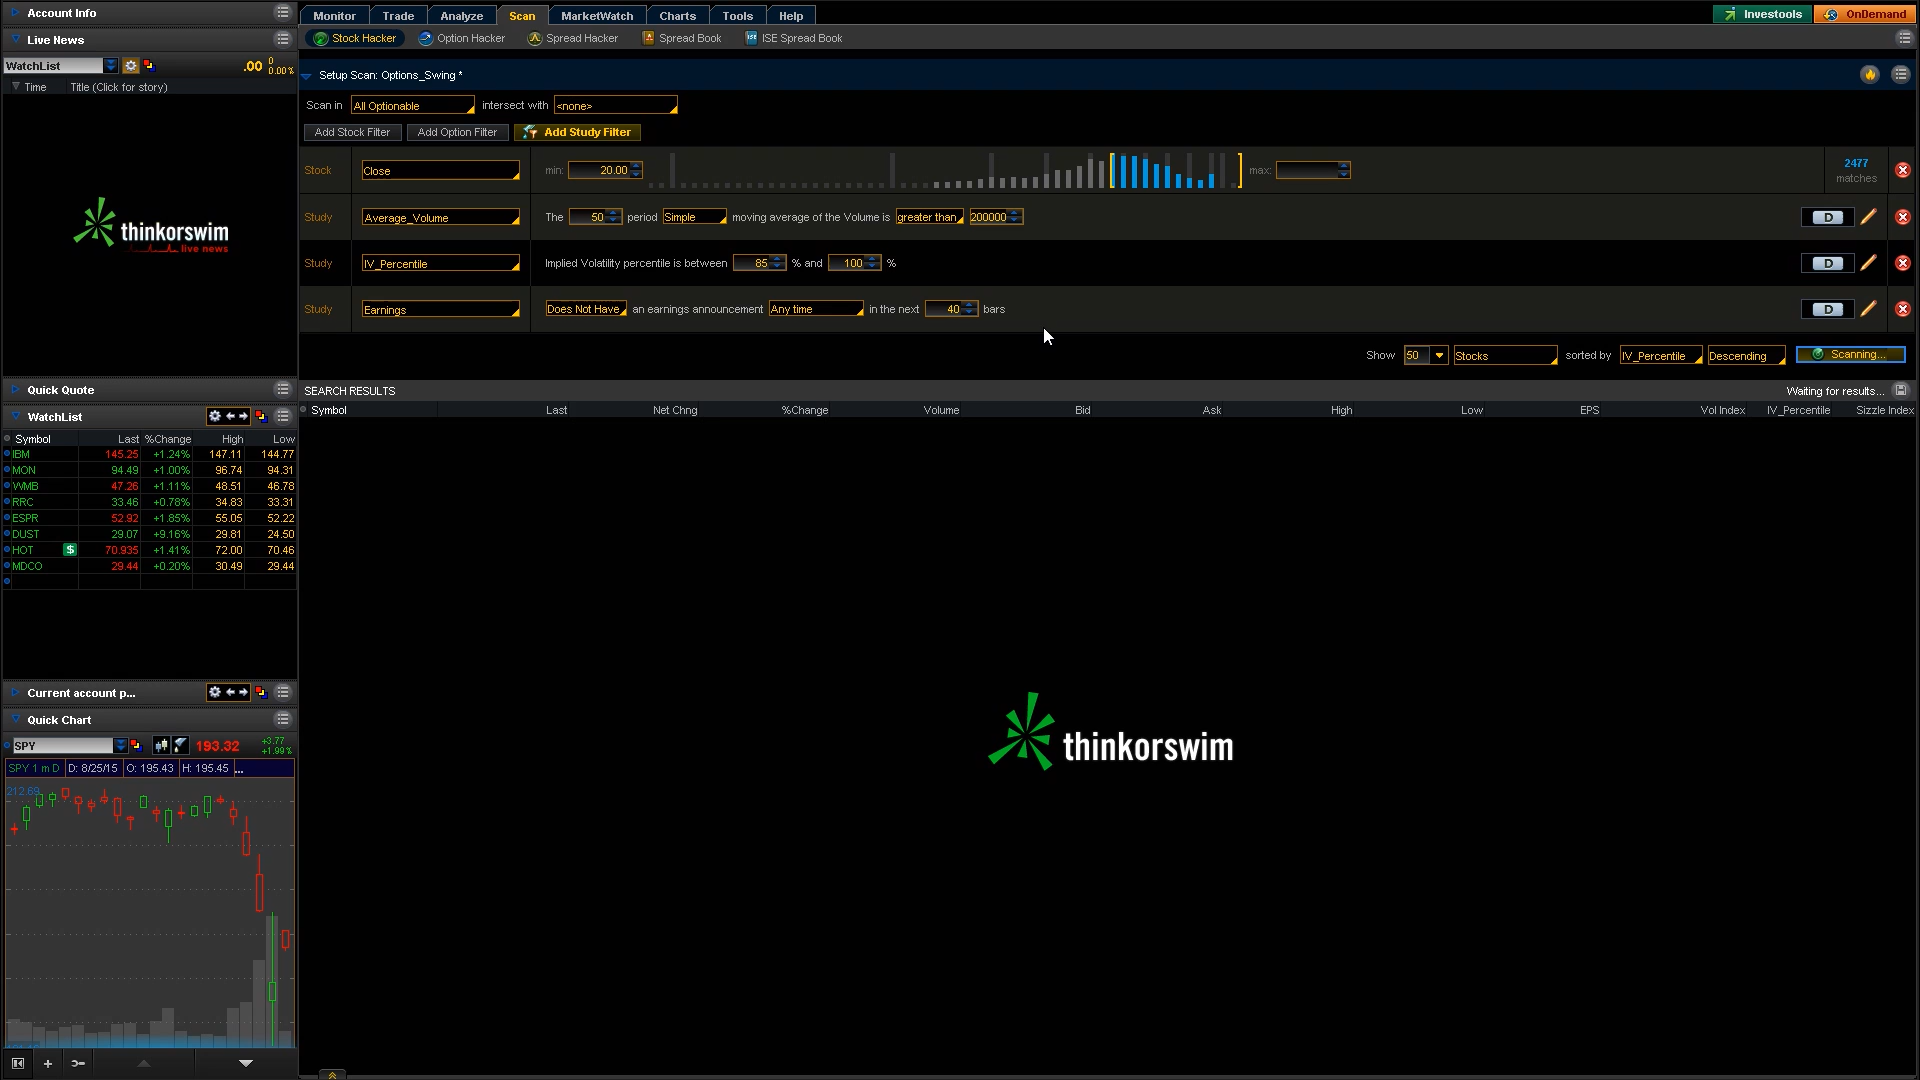 Account Info
Monitor Trade Analyze Scan MarketWatch Charts Tools Help
Investools OnDemand
Live News
Stock Hacker Option Hacker Spread Hacker Spread Book ISE Spread Book
WatchList .00 0 0.00%
Time Title (Click for story)
thinkorswim
live news
Setup Scan: Options_Swing *
Scan in All Optionable intersect with <none>
Add Stock Filter Add Option Filter Add Study Filter
Stock Close min: 20.00 max: 2477 matches
Study Average_Volume The 50 period Simple moving average of the Volume is greater than 200000 D
Study IV_Percentile Implied Volatility percentile is between 85 % and 100 % D
Study Earnings Does Not Have an earnings announcement Any time in the next 40 bars D
Show 50 Stocks sorted by IV_Percentile Descending Scanning...
SEARCH RESULTS Waiting for results...
Symbol Last Net Chng %Change Volume Bid Ask High Low EPS Vol Index IV_Percentile Sizzle Index
thinkorswim
Quick Quote
WatchList
Symbol Last %Change High Low
IBM 145.25 +1.24% 147.11 144.77
MON 94.49 +1.00% 96.74 94.31
WMB 47.26 +1.11% 48.51 46.78
RRC 33.46 +0.78% 34.83 33.31
ESPR 52.92 +1.85% 55.05 52.22
DUST 29.07 +9.16% 29.81 24.50
HOT $ 70.935 +1.41% 72.00 70.46
MDCO 29.44 +0.20% 30.49 29.44
Current account p...
Quick Chart
SPY 193.32 +3.77 +1.99%
SPY 1 m D D: 8/25/15 O: 195.43 H: 195.45 ...
212.69